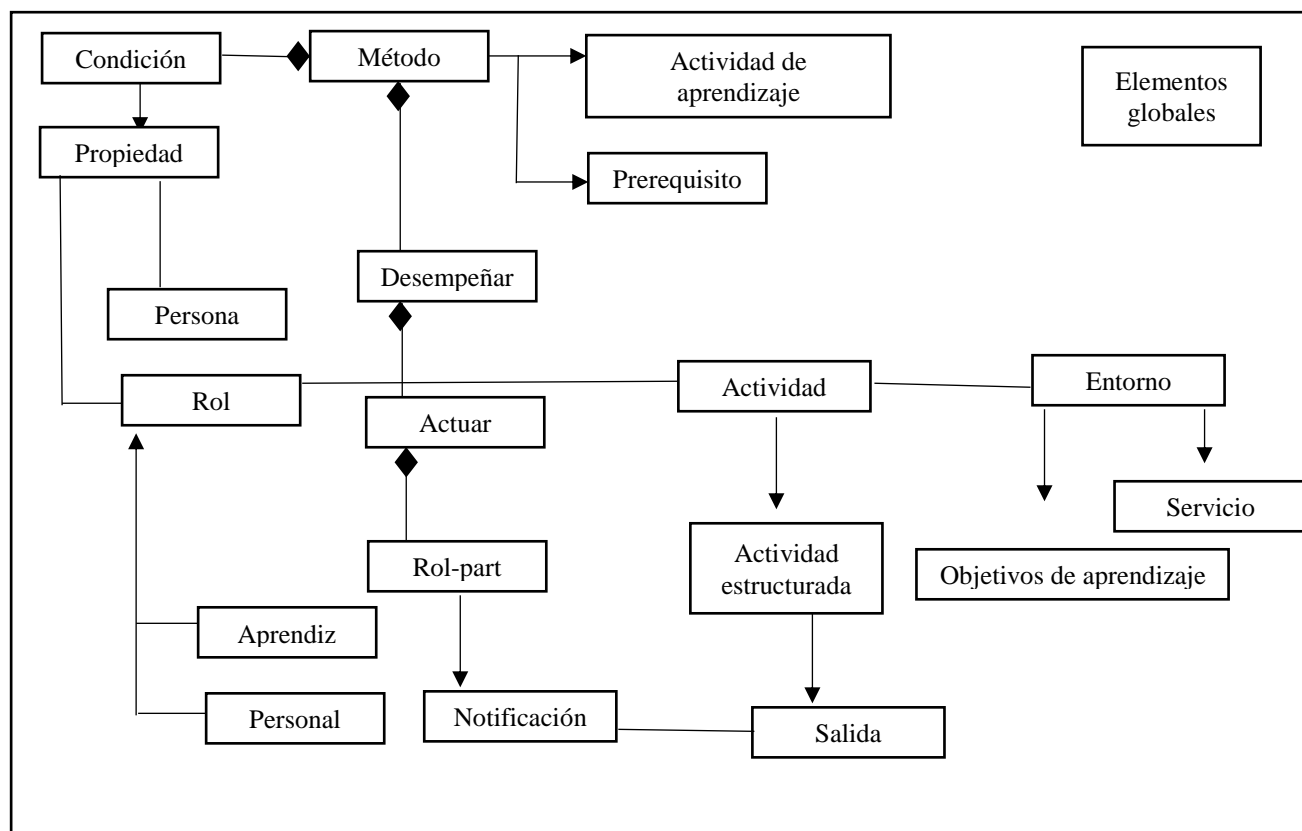 Condición
Método
Actividad de
aprendizaje
Elementos
globales
Propiedad
Prerequisito
Desempeñar
Persona
Rol
Actividad
Entorno
Actuar
Servicio
Rol-part
Actividad
estructurada
Objetivos de aprendizaje
Aprendiz
Personal
Notificación
Salida